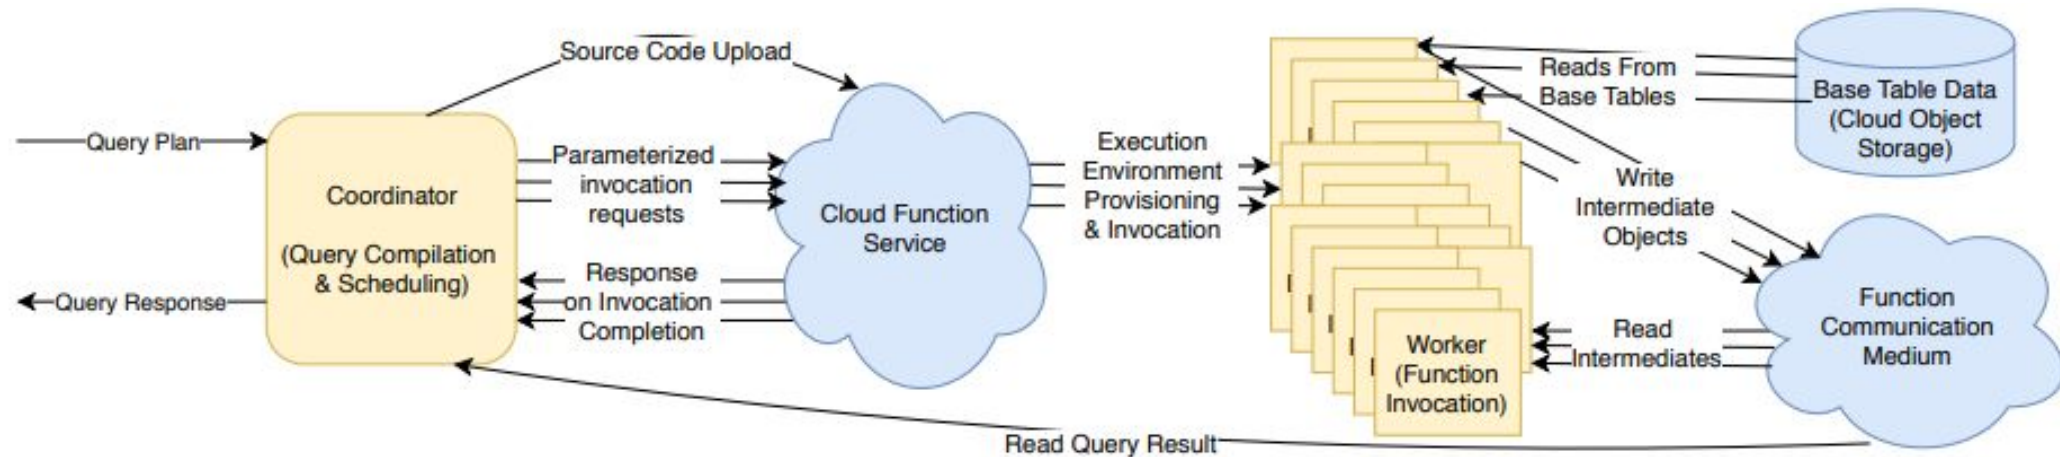 Source Code Upload
Query Plan
Query Response
Coordinator
(Query Compilation
& Scheduling)
Parameterized
invocation
requests
Response
on Invocation
Completion
Cloud Function
Service
Execution
Environment
Provisioning
& Invocation
Worker
(Function
Invocation)
Reads From
Base Tables
Base Table Data
(Cloud Object
Storage)
Write
Intermediate
Objects
Read
Intermediates
Function
Communication
Medium
Read Query Result